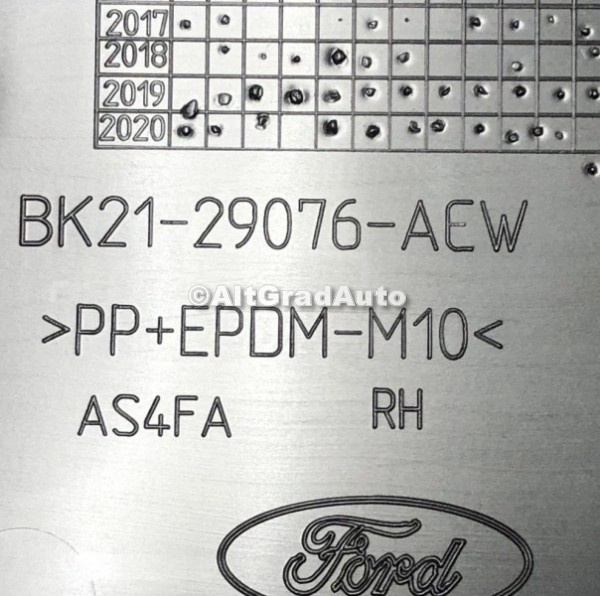 2017
2018
2019
2020
BK21-29076-AEW
©AltGradAuto
>PP+EPDM-M10<
AS4FA RH
Ford